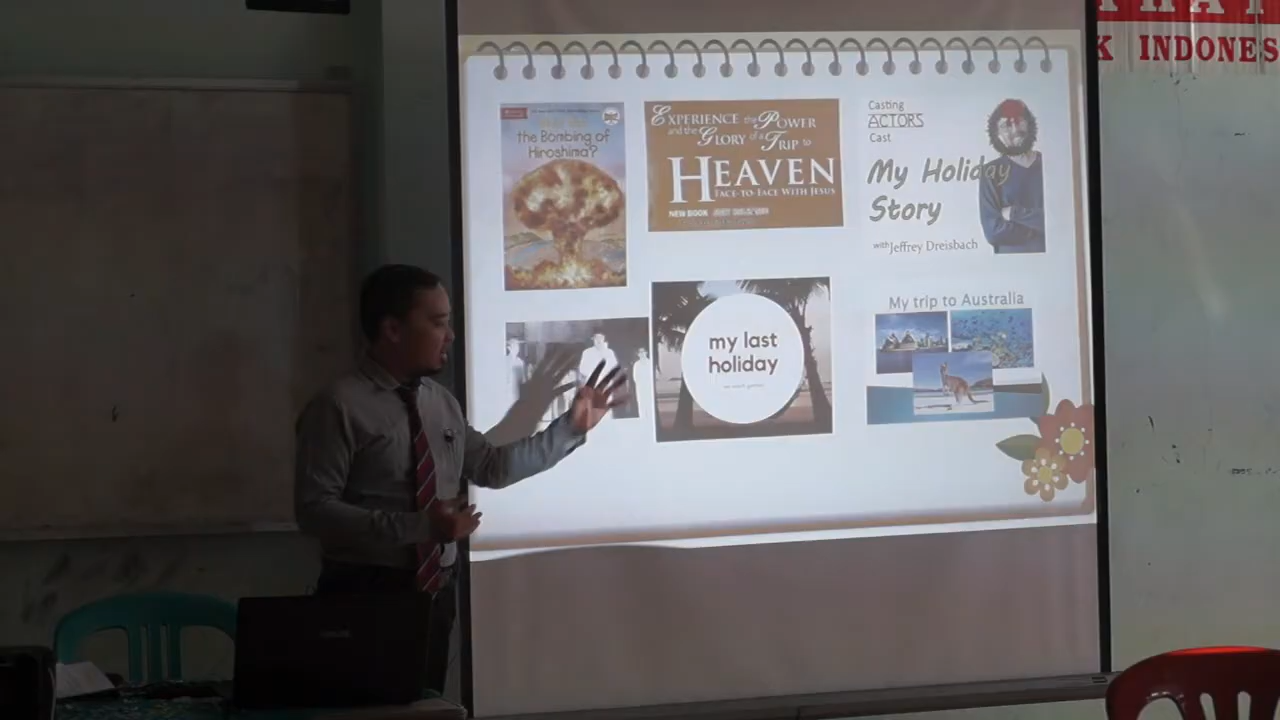 K INDONES
the Bombing of
Hiroshima?
EXPERIENCE the POWER
and the GLORY of a TRIP to
HEAVEN
FACE-TO-FACE WITH JESUS
NEW BOOK
Casting
ACTORS
Cast
My Holiday
Story
with Jeffrey Dreisbach
my last
holiday
My trip to Australia